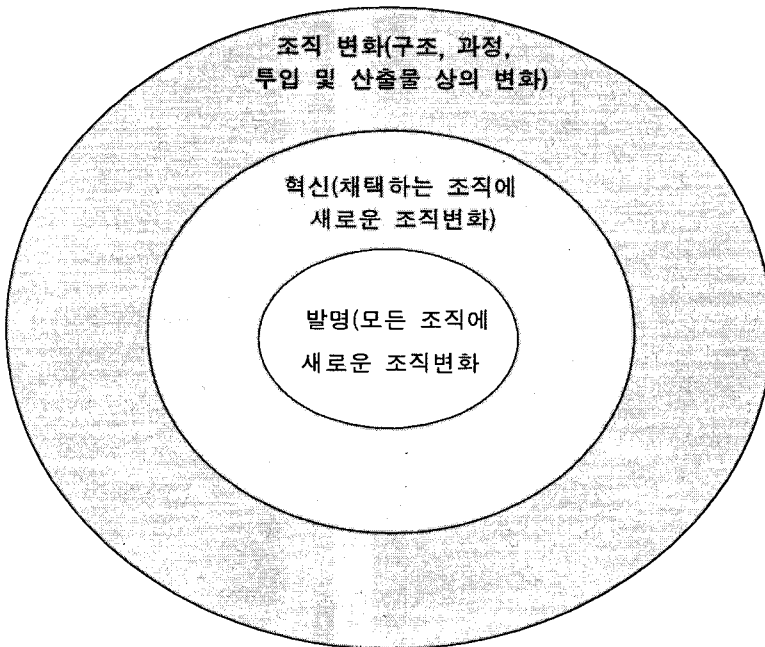 조직 변화(구조, 과정,
투입 및 산출물 상의 변화)
혁신(채택하는 조직에
새로운 조직변화)
발명(모든 조직에
새로운 조직변화